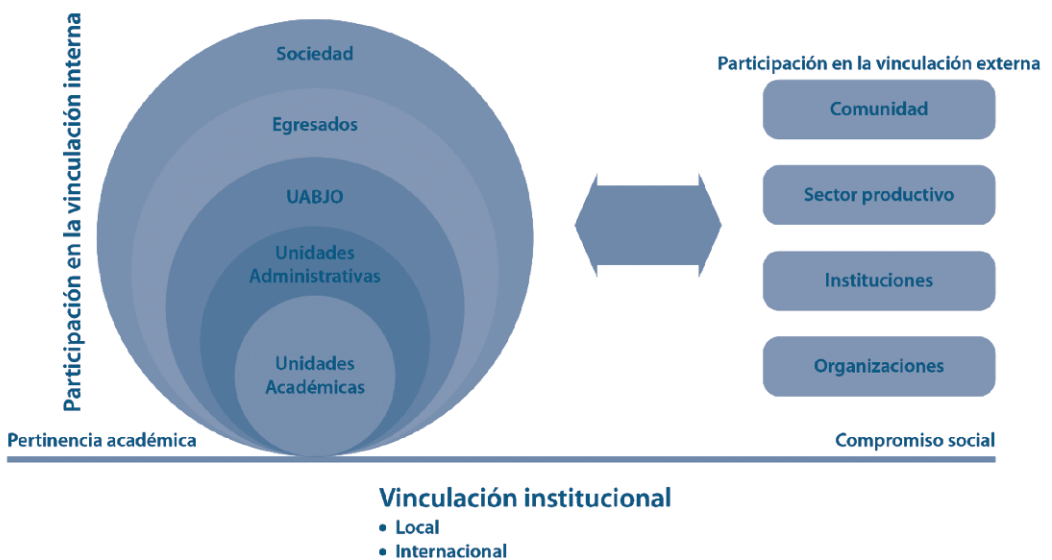 Participación en la vinculación interna
Sociedad
Egresados
UABJO
Unidades
Administrativas
Unidades
Académicas
Participación en la vinculación externa
Comunidad
Sector productivo
Instituciones
Organizaciones
Pertinencia académica
Compromiso social
Vinculación institucional
• Local
• Internacional